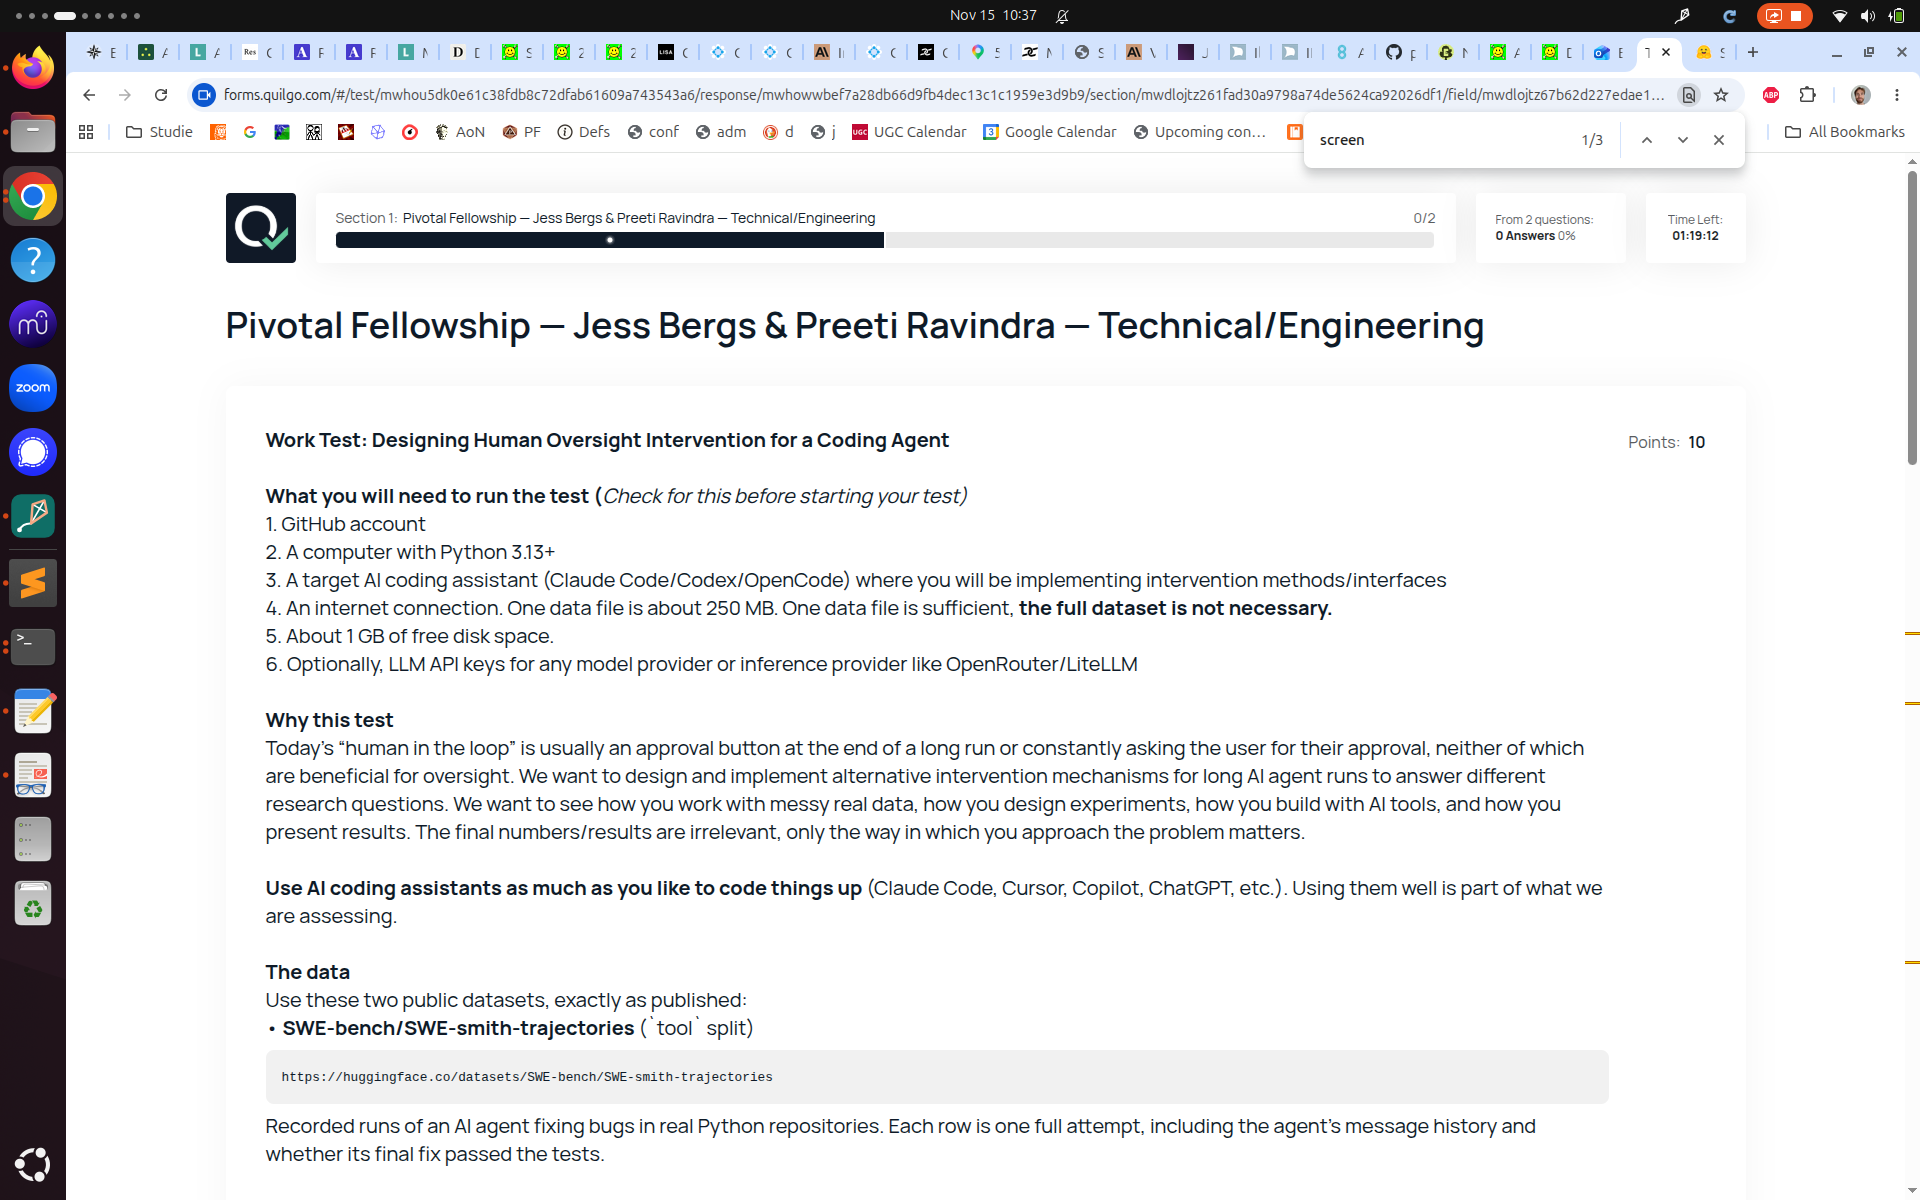 Nov 15 10:37
forms.quilgo.com/#/test/mwhou5dk0e61c38fdb8c72dfab61609a743543a6/response/mwhowwbef7a28db66d9fb4dec13c1c1959e3d9b9/section/mwdlojtz261fad30a9798a74de5624ca92026df1/field/mwdlojtz67b62d227edae1...
ABP
Studie
AoN
PF
Defs
conf
adm
d
j
UGC Calendar
Google Calendar
Upcoming con...
All Bookmarks
screen
1/3
Section 1: Pivotal Fellowship — Jess Bergs & Preeti Ravindra — Technical/Engineering
0/2
From 2 questions:
0 Answers 0%
Time Left:
01:19:12
zoom
Pivotal Fellowship — Jess Bergs & Preeti Ravindra — Technical/Engineering
Work Test: Designing Human Oversight Intervention for a Coding Agent
Points: 10
What you will need to run the test (Check for this before starting your test)
1. GitHub account
2. A computer with Python 3.13+
3. A target AI coding assistant (Claude Code/Codex/OpenCode) where you will be implementing intervention methods/interfaces
4. An internet connection. One data file is about 250 MB. One data file is sufficient, the full dataset is not necessary.
5. About 1 GB of free disk space.
6. Optionally, LLM API keys for any model provider or inference provider like OpenRouter/LiteLLM
Why this test
Today's “human in the loop” is usually an approval button at the end of a long run or constantly asking the user for their approval, neither of which
are beneficial for oversight. We want to design and implement alternative intervention mechanisms for long AI agent runs to answer different
research questions. We want to see how you work with messy real data, how you design experiments, how you build with AI tools, and how you
present results. The final numbers/results are irrelevant, only the way in which you approach the problem matters.
Use AI coding assistants as much as you like to code things up (Claude Code, Cursor, Copilot, ChatGPT, etc.). Using them well is part of what we
are assessing.
The data
Use these two public datasets, exactly as published:
• SWE-bench/SWE-smith-trajectories (`tool` split)
https://huggingface.co/datasets/SWE-bench/SWE-smith-trajectories
Recorded runs of an AI agent fixing bugs in real Python repositories. Each row is one full attempt, including the agent's message history and
whether its final fix passed the tests.